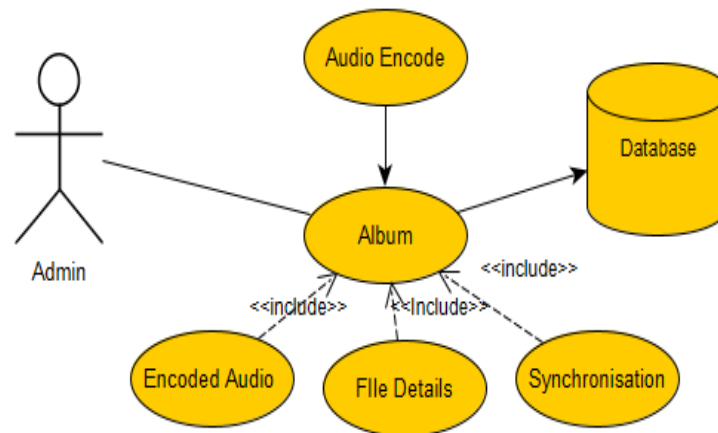 Audio Encode
Database
Album
Admin
<<include>>
<<include>>
<<Include>>
Encoded Audio
FIle Details
Synchronisation